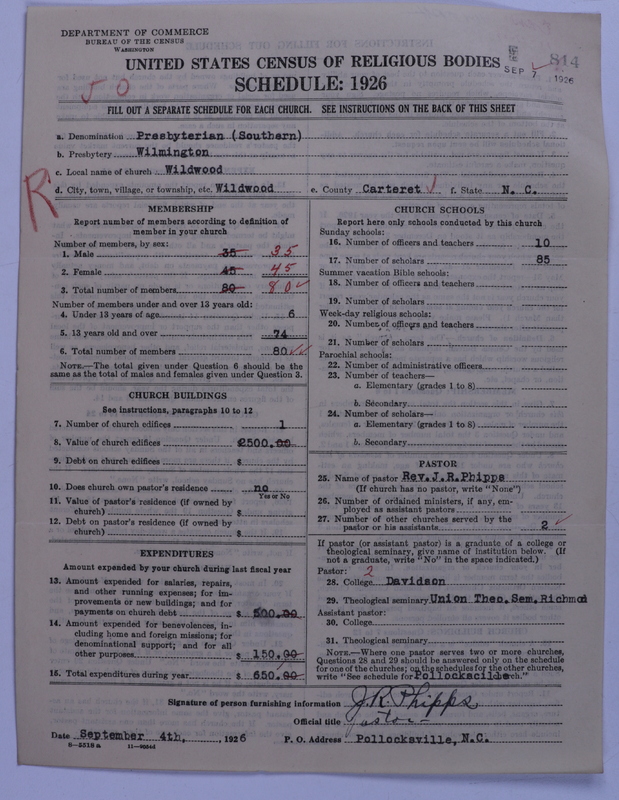 DEPARTMENT OF COMMERCE
BUREAU OF THE CENSUS
WASHINGTON
UNITED STATES CENSUS OF RELIGIOUS BODIES
SCHEDULE: 1926
SEP 7 1926
814
50
FILL OUT A SEPARATE SCHEDULE FOR EACH CHURCH. SEE INSTRUCTIONS ON THE BACK OF THIS SHEET
R
a. Denomination Presbyterian (Southern)
b. Presbytery Wilmington
c. Local name of church Wildwood
d. City, town, village, or township, etc. Wildwood e. County Carteret f. State N. C.
MEMBERSHIP
Report number of members according to definition of member in your church
Number of members, by sex:
1. Male 35 35
2. Female 45 45
3. Total number of members 80 80
Number of members under and over 13 years old:
4. Under 13 years of age 6
5. 13 years old and over 74
6. Total number of members 80
NOTE.—The total given under Question 6 should be
same as the total of males and females given under Question 3.
CHURCH BUILDINGS
See instructions, paragraphs 10 to 12
7. Number of church edifices 1
8. Value of church edifices $2500.00
9. Debt on church edifices $
10. Does church own pastor's residence no
Yes or No
11. Value of pastor's residence (if owned by
church) $
12. Debt on pastor's residence (if owned by
church) $
EXPENDITURES
Amount expended by your church during last fiscal year
13. Amount expended for salaries, repairs,
and other running expenses; for im-
provements or new buildings; and for
payments on church debt $ 500.00
14. Amount expended for benevolences, in-
cluding home and foreign missions; for
denominational support; and for all
other purposes $ 150.00
15. Total expenditures during year $ 650.00
CHURCH SCHOOLS
Report here only schools conducted by this church
Sunday schools:
16. Number of officers and teachers 10
17. Number of scholars 85
Summer vacation Bible schools:
18. Number of officers and teachers
19. Number of scholars
Week-day religious schools:
20. Number of officers and teachers
21. Number of scholars
Parochial schools:
22. Number of administrative officers
23. Number of teachers—
a. Elementary (grades 1 to 8)
b. Secondary
24. Number of scholars—
a. Elementary (grades 1 to 8)
b. Secondary
PASTOR
25. Name of pastor Rev. J.R.Phipps
(If church has no pastor, write "None")
26. Number of ordained ministers, if any, em-
ployed as assistant pastors
27. Number of other churches served by the
pastor or his assistants 2
If pastor (or assistant pastor) is a graduate of a college or
theological seminary, give name of institution below. (If
not a graduate, write "No" in the space indicated.)
Pastor: 2
28. College Davidson
29. Theological seminary Union Theo. Sem. Richmod
Assistant pastor:
30. College
31. Theological seminary
NOTE.—Where one pastor serves two or more churches,
Questions 28 and 29 should be answered only on the schedule
for one of the churches; on the schedules for the other churches,
write "See schedule for Pollockscille church."
Signature of person furnishing information J.R. Phipps
Official title Pastor
Date September 4th, 1926 P. O. Address Pollocksville, N.C.
8-5518a